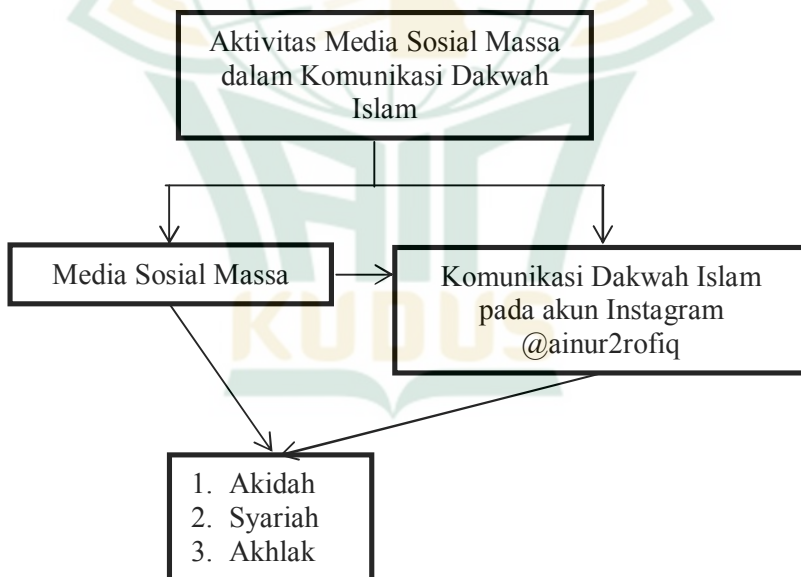 Aktivitas Media Sosial Massa
dalam Komunikasi Dakwah
Islam
Media Sosial Massa
Komunikasi Dakwah Islam
pada akun Instagram
@ainur2rofiq
KUDUS
1. Akidah
2. Syariah
3. Akhlak